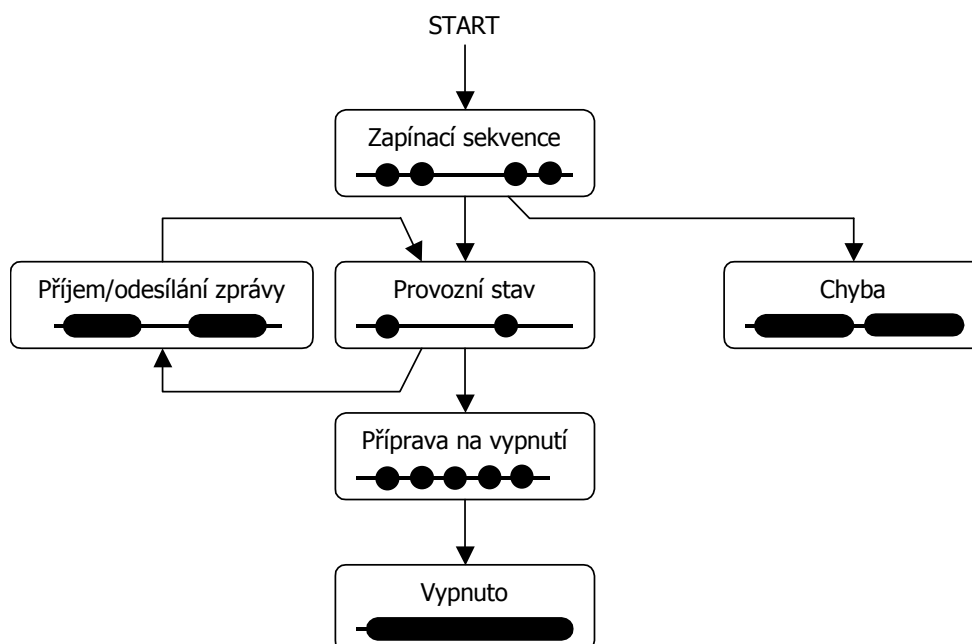 START
Zapínací sekvence
Příjem/odesílání zprávy
Provozní stav
Chyba
Příprava na vypnutí
Vypnuto